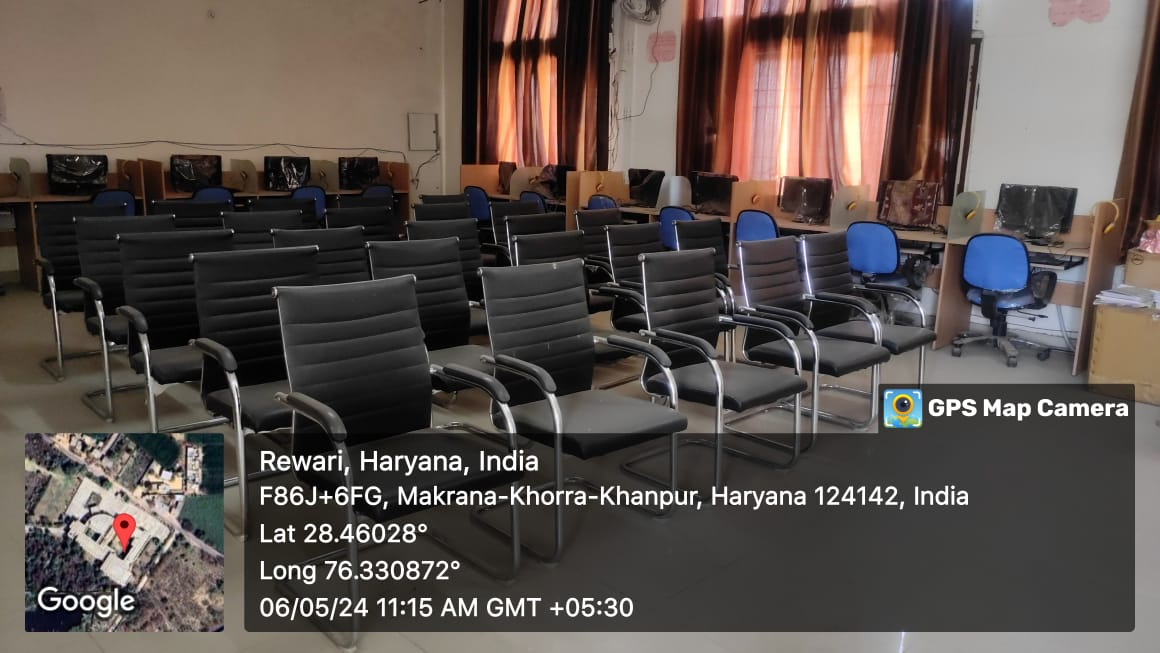 GPS Map Camera
Rewari, Haryana, India
F86J+6FG, Makrana-Khorra-Khanpur, Haryana 124142, India
Lat 28.46028°
Long 76.330872°
06/05/24 11:15 AM GMT +05:30
Google